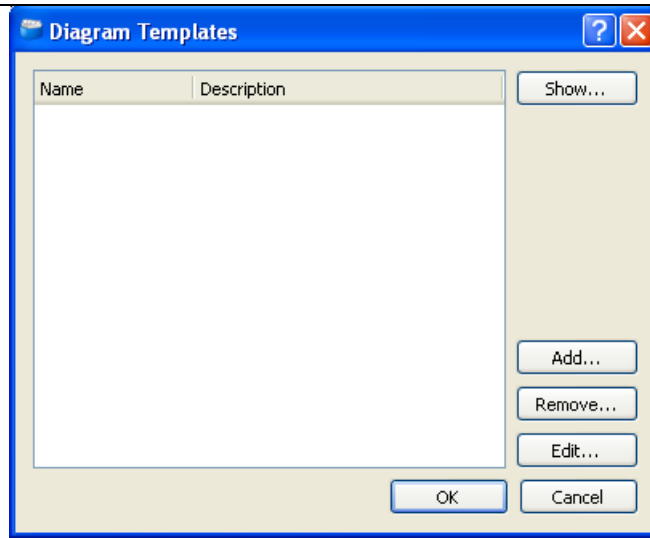 Diagram Templates
Name Description
Show...
Add...
Remove...
Edit...
OK Cancel